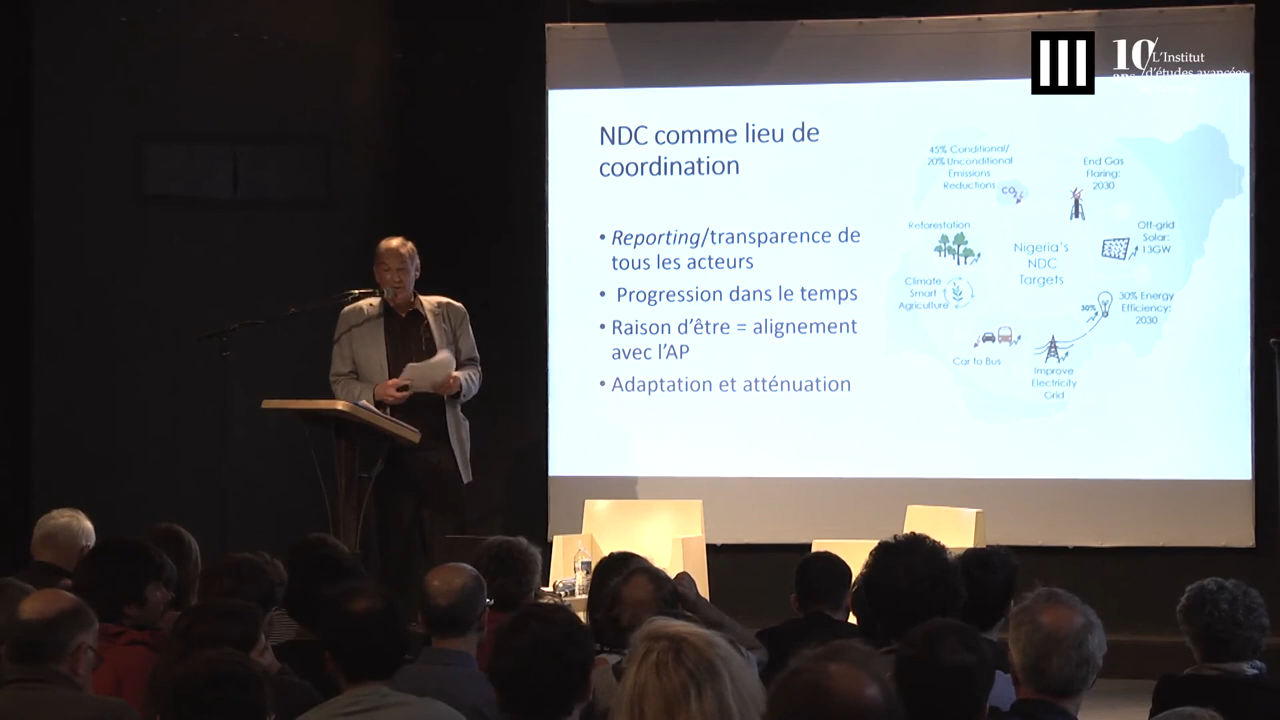 10
ans
L'Institut
d'études avancées
NDC comme lieu de
coordination
• Reporting/transparence de
tous les acteurs
• Progression dans le temps
• Raison d'être = alignement
avec l'AP
• Adaptation et atténuation
45% Conditional/
20% Unconditional
Emissions
Reductions
CO2
End Gas
Flaring:
2030
Reforestation
Off-grid
Solar:
13GW
Nigeria's
NDC
Targets
Climate
Smart
Agriculture
30%
30% Energy
Efficiency:
2030
Car to Bus
Improve
Electricity
Grid